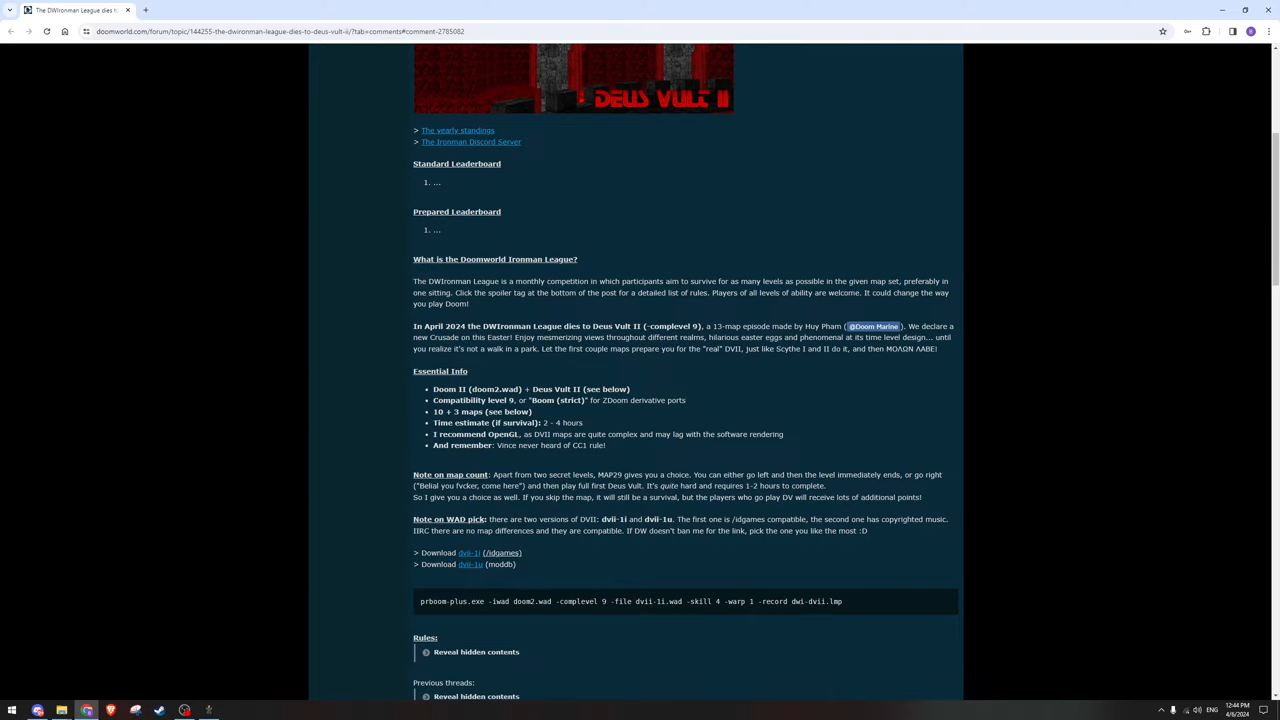 The DWIronman League dies to
doomworld.com/forum/topic/144255-the-dwironman-league-dies-to-deus-vult-ii/?tab=comments#comment-2785082
B
DEUS VULT II
> The yearly standings
> The Ironman Discord Server
Standard Leaderboard
1. ...
Prepared Leaderboard
1. ...
What is the Doomworld Ironman League?
The DWIronman League is a monthly competition in which participants aim to survive for as many levels as possible in the given map set, preferably in
one sitting. Click the spoiler tag at the bottom of the post for a detailed list of rules. Players of all levels of ability are welcome. It could change the way
you play Doom!
In April 2024 the DWIronman League dies to Deus Vult II (-complevel 9), a 13-map episode made by Huy Pham (@Doom Marine). We declare a
new Crusade on this Easter! Enjoy mesmerizing views throughout different realms, hilarious easter eggs and phenomenal at its time level design... until
you realize it's not a walk in a park. Let the first couple maps prepare you for the "real" DVII, just like Scythe I and II do it, and then ΜΟΛΩΝ ΛΑΒΕ!
Essential Info
• Doom II (doom2.wad) + Deus Vult II (see below)
• Compatibility level 9, or "Boom (strict)" for ZDoom derivative ports
• 10 + 3 maps (see below)
• Time estimate (if survival): 2 - 4 hours
• I recommend OpenGL, as DVII maps are quite complex and may lag with the software rendering
• And remember: Vince never heard of CC1 rule!
Note on map count: Apart from two secret levels, MAP29 gives you a choice. You can either go left and then the level immediately ends, or go right
("Belial you fvcker, come here") and then play full first Deus Vult. It's quite hard and requires 1-2 hours to complete.
So I give you a choice as well. If you skip the map, it will still be a survival, but the players who go play DV will receive lots of additional points!
Note on WAD pick: there are two versions of DVII: dvii-1i and dvii-1u. The first one is /idgames compatible, the second one has copyrighted music.
IIRC there are no map differences and they are compatible. If DW doesn't ban me for the link, pick the one you like the most :D
> Download dvii-1i (/idgames)
> Download dvii-1u (moddb)
prboom-plus.exe -iwad doom2.wad -complevel 9 -file dvii-1i.wad -skill 4 -warp 1 -record dwi-dvii.lmp
Rules:
Reveal hidden contents
Previous threads:
Reveal hidden contents
ENG
12:44 PM
4/6/2024